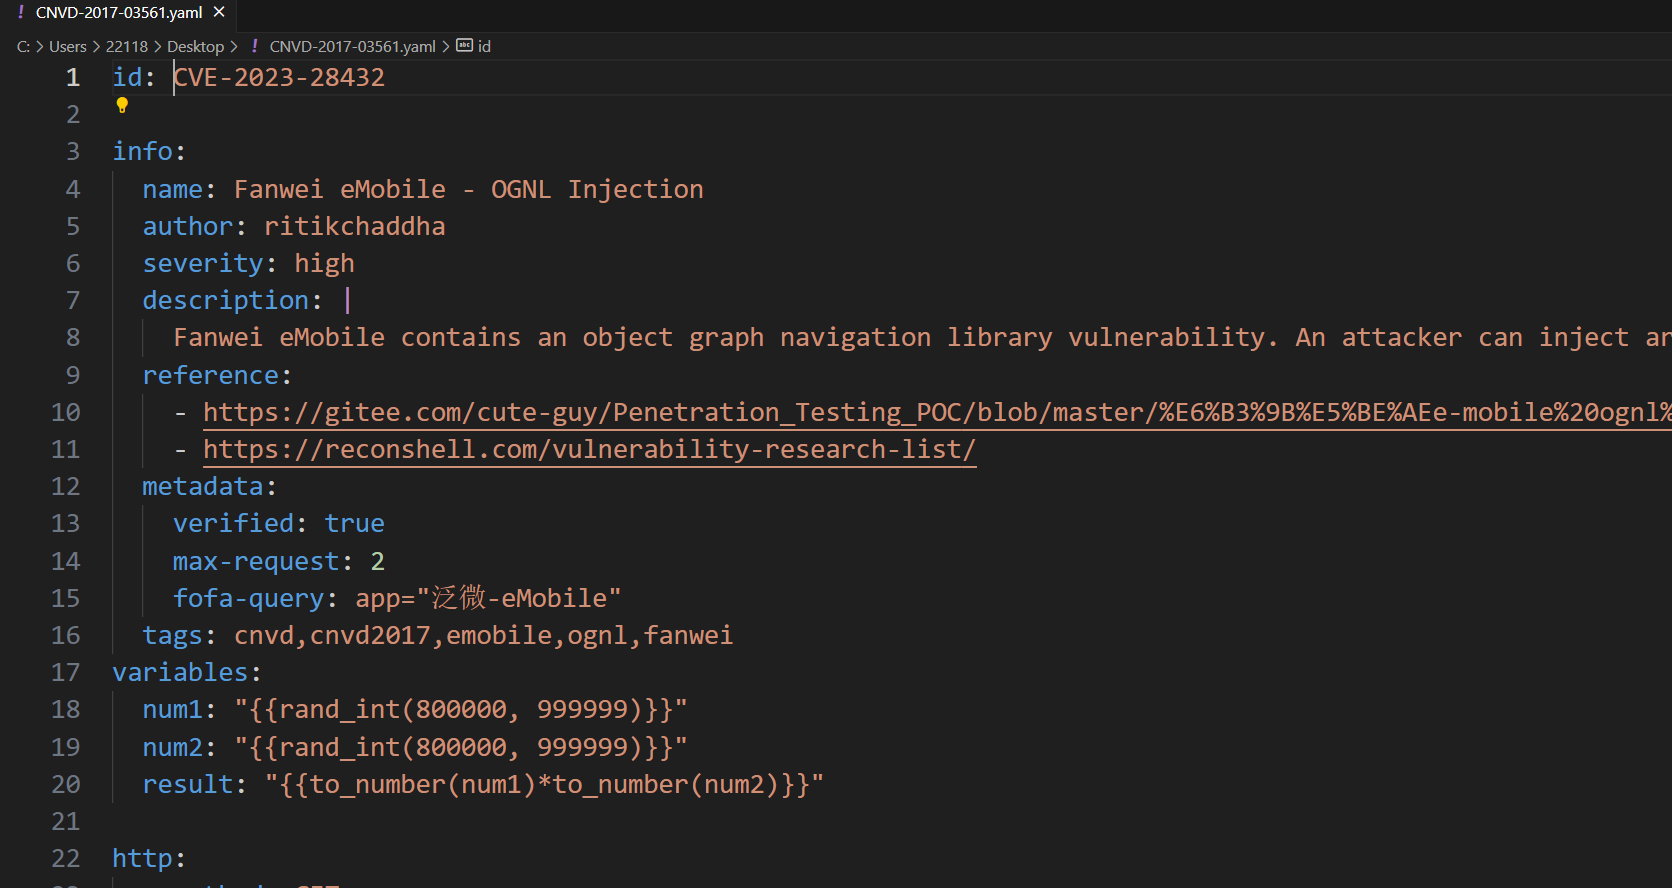 ! CNVD-2017-03561.yaml ×
C: > Users > 22118 > Desktop > ! CNVD-2017-03561.yaml > abc id
1 id: CVE-2023-28432
2
3 info:
4 name: Fanwei eMobile - OGNL Injection
5 author: ritikchaddha
6 severity: high
7 description: |
8 Fanwei eMobile contains an object graph navigation library vulnerability. An attacker can inject
9 reference:
10 - https://gitee.com/cute-guy/Penetration_Testing_POC/blob/master/%E6%B3%9B%E5%BE%AEe-mobile%20ognl%
11 - https://reconshell.com/vulnerability-research-list/
12 metadata:
13 verified: true
14 max-request: 2
15 fofa-query: app="泛微-eMobile"
16 tags: cnvd,cnvd2017,emobile,ognl,fanwei
17 variables:
18 num1: "{{rand_int(800000, 999999)}}"
19 num2: "{{rand_int(800000, 999999)}}"
20 result: "{{to_number(num1)*to_number(num2)}}"
21
22 http: